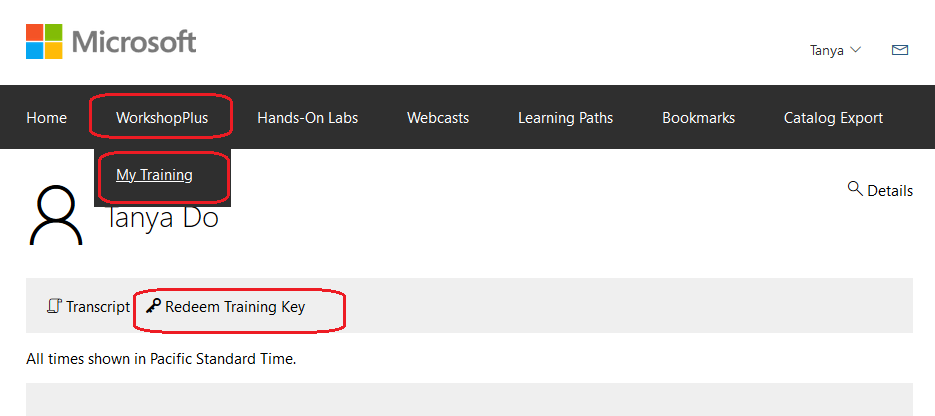 Microsoft
Tanya
Home WorkshopPlus Hands-On Labs Webcasts Learning Paths Bookmarks Catalog Export
My Training
Details
Tanya Do
Transcript Redeem Training Key
All times shown in Pacific Standard Time.